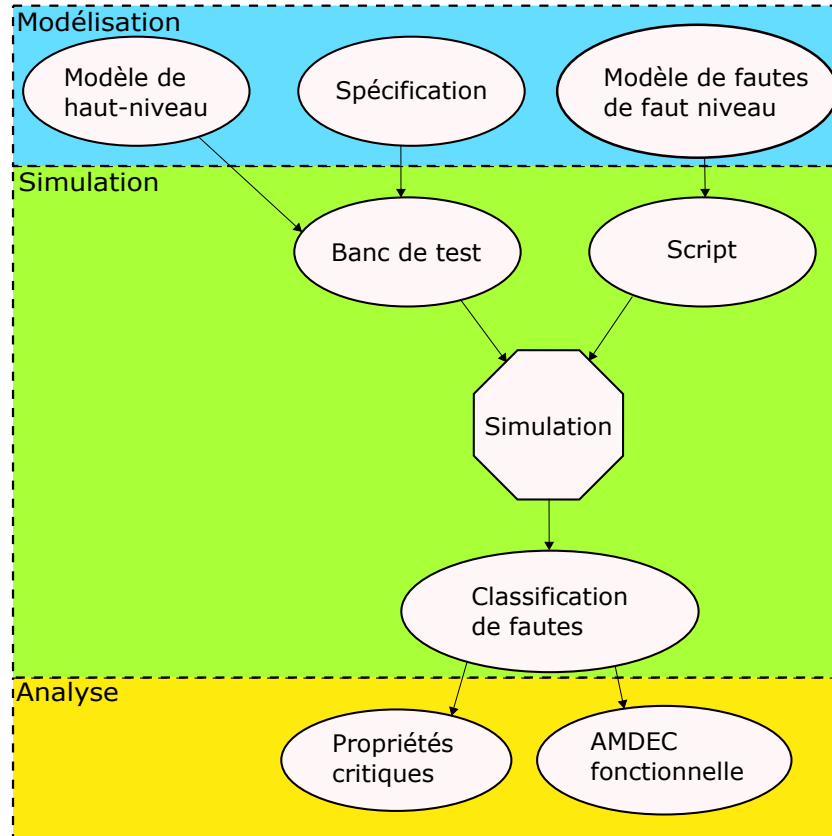 Modélisation
Modèle de
haut-niveau
Spécification
Modèle de fautes
de faut niveau
Simulation
Banc de test
Script
Simulation
Classification
de fautes
Analyse
Propriétés
critiques
AMDEC
fonctionnelle